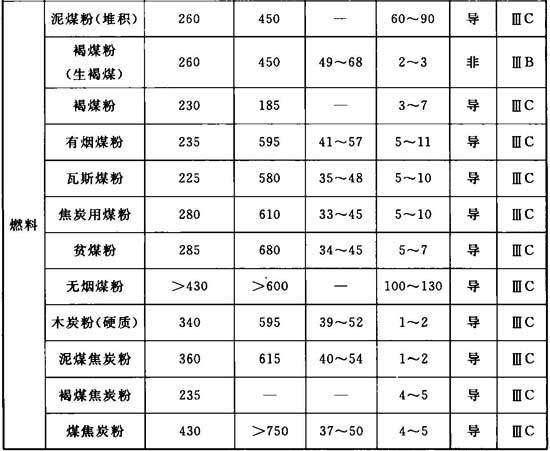 燃料
泥煤粉(堆积) 260 450 — 60～90 导 ⅢC
褐煤粉
(生褐煤) 260 450 49～68 2～3 非 ⅢB
褐煤粉 230 185 — 3～7 导 ⅢC
有烟煤粉 235 595 41～57 5～11 导 ⅢC
瓦斯煤粉 225 580 35～48 5～10 导 ⅢC
焦炭用煤粉 280 610 33～45 5～10 导 ⅢC
贫煤粉 285 680 34～45 5～7 导 ⅢC
无烟煤粉 >430 >600 — 100～130 导 ⅢC
木炭粉(硬质) 340 595 39～52 1～2 导 ⅢC
泥煤焦炭粉 360 615 40～54 1～2 导 ⅢC
褐煤焦炭粉 235 — — 4～5 导 ⅢC
煤焦炭粉 430 >750 37～50 4～5 导 ⅢC